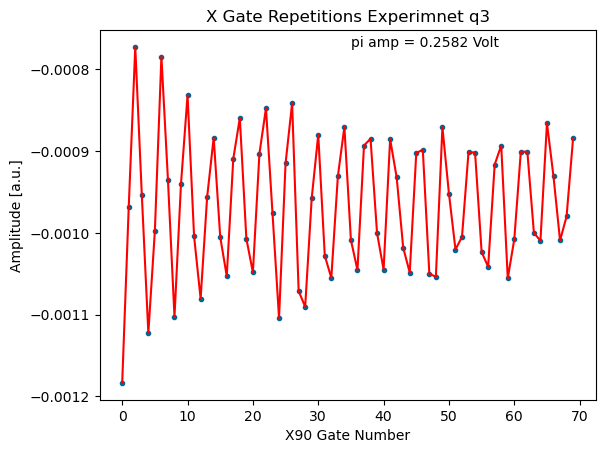 X Gate Repetitions Experimnet q3
pi amp = 0.2582 Volt
−0.0008
−0.0009
−0.0010
−0.0011
−0.0012
Amplitude [a.u.]
0 10 20 30 40 50 60 70
X90 Gate Number